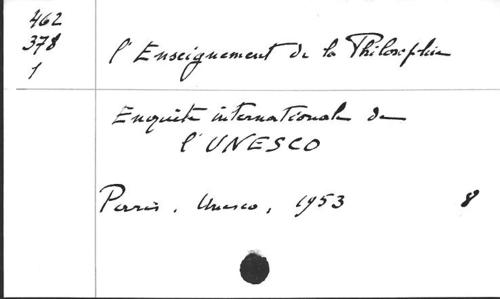 462
378
1
l'Enseignement de la Philosophie
Enquête internationale de
l'UNESCO
Paris, Unesco, 1953 8